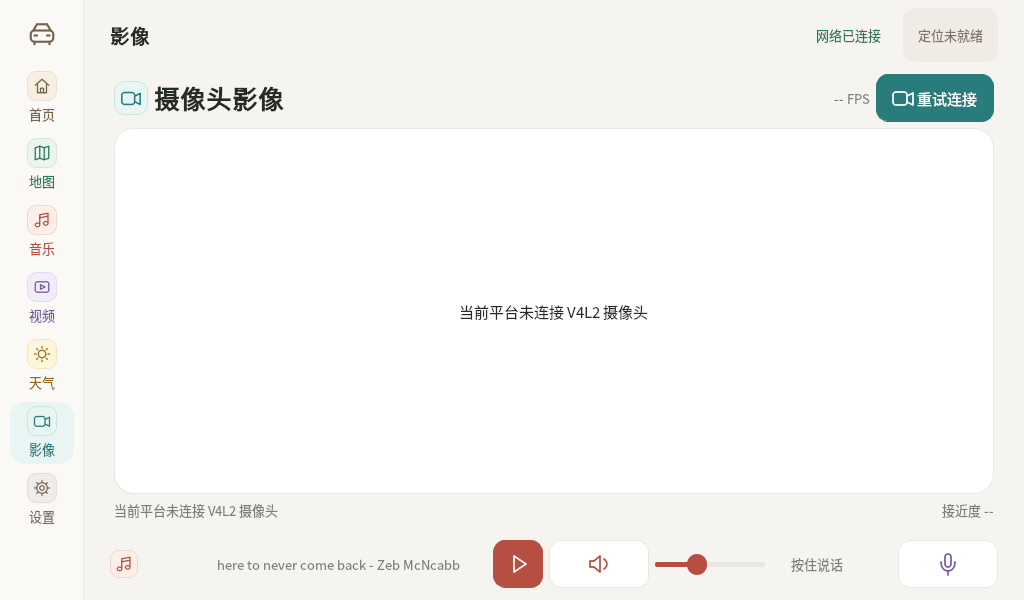 影像
网络已连接
定位未就绪
首页
地图
音乐
视频
天气
影像
设置
摄像头影像
-- FPS
重试连接
当前平台未连接 V4L2 摄像头
当前平台未连接 V4L2 摄像头
接近度 --
here to never come back - Zeb McNcabb
按住说话